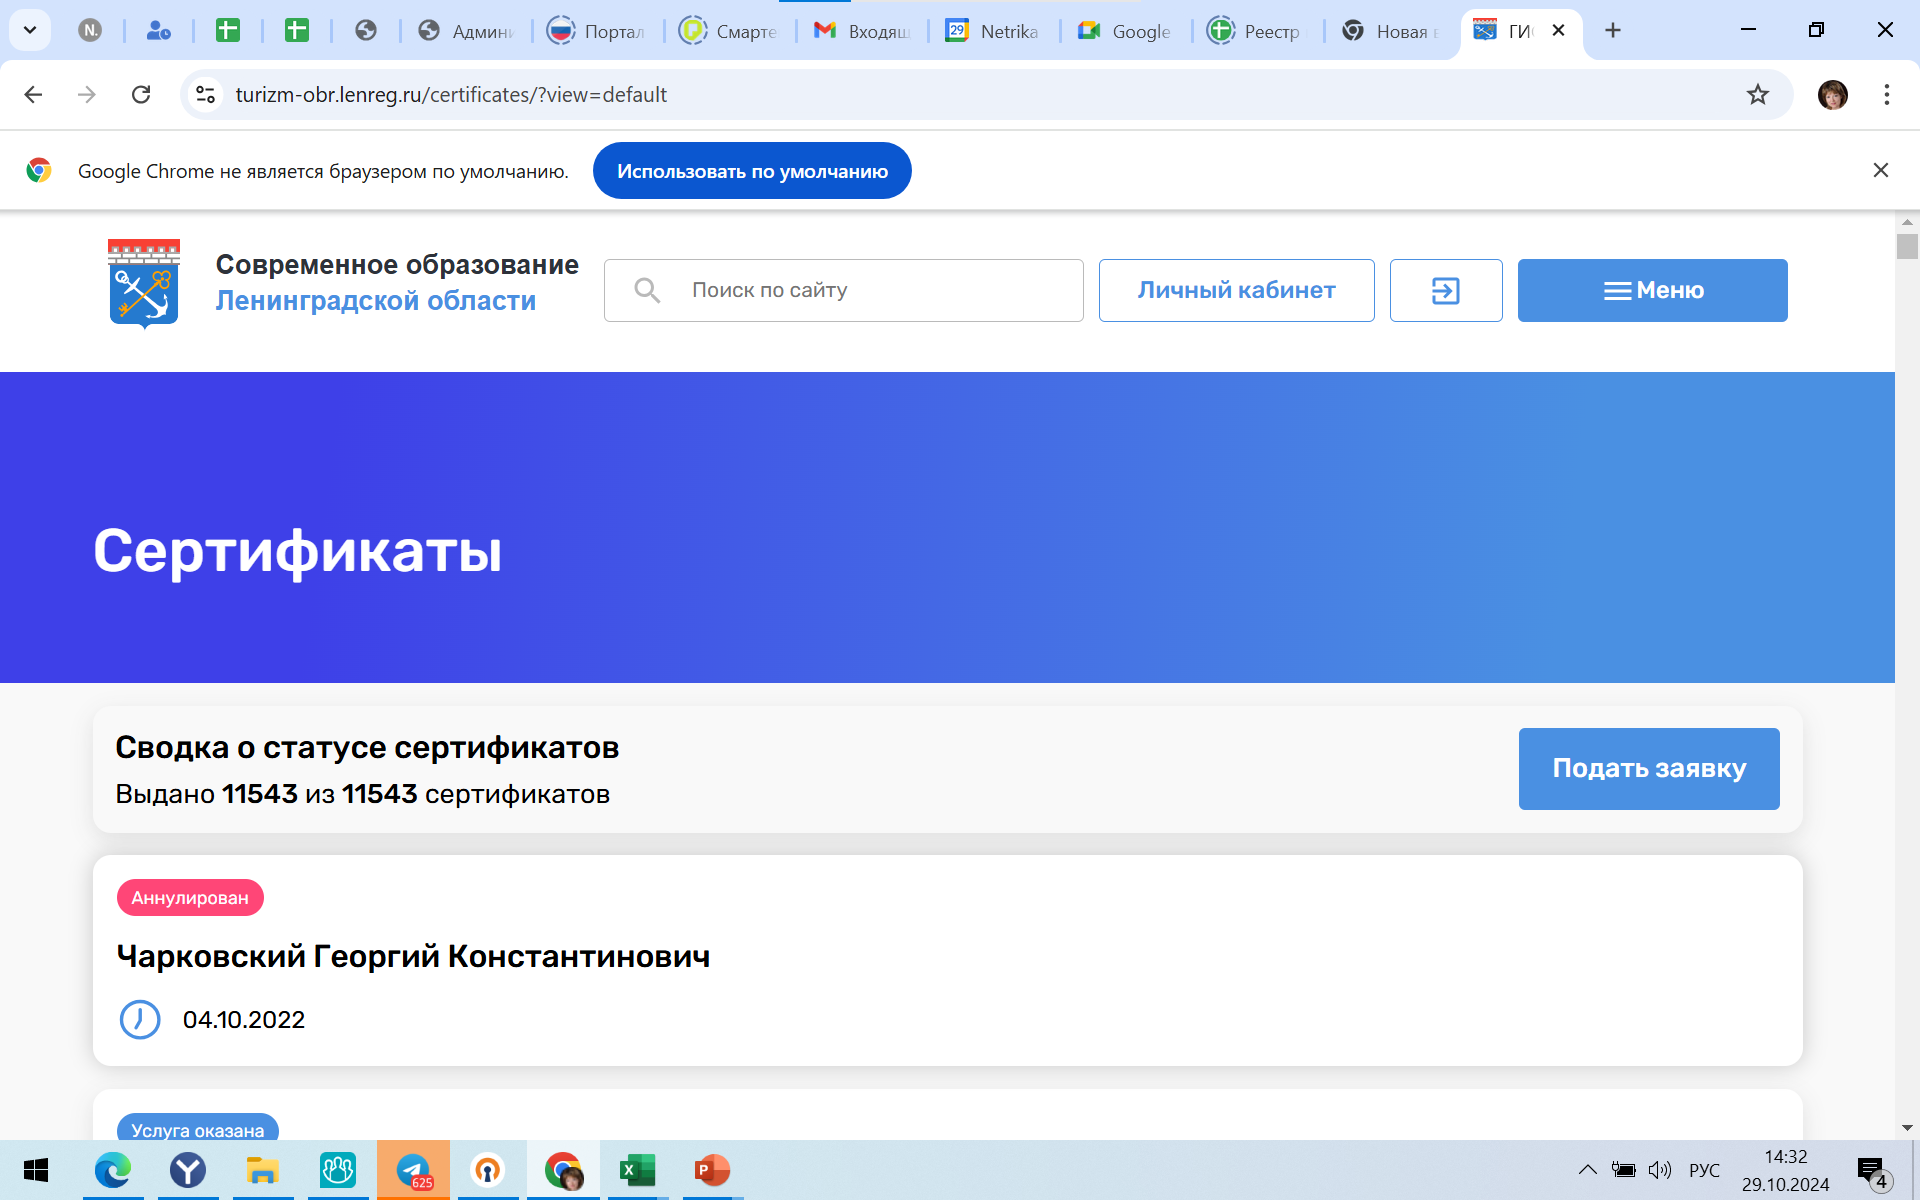 N.
Админи
Портал
Смарте
Входящ
29
Netrika
Google
Реестр
Новая в
ГИ
turizm-obr.lenreg.ru/certificates/?view=default
Google Chrome не является браузером по умолчанию.
Использовать по умолчанию
Современное образование
Ленинградской области
Поиск по сайту
Личный кабинет
Меню
Сертификаты
Сводка о статусе сертификатов
Выдано 11543 из 11543 сертификатов
Подать заявку
Аннулирован
Чарковский Георгий Константинович
04.10.2022
Услуга оказана
625
РУС
14:32
29.10.2024
4